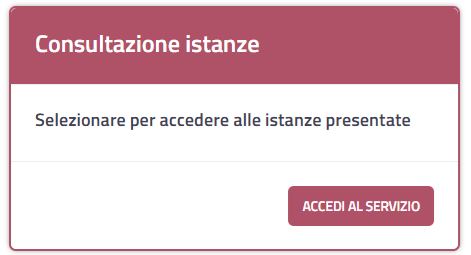 Consultazione istanze
Selezionare per accedere alle istanze presentate
ACCEDI AL SERVIZIO